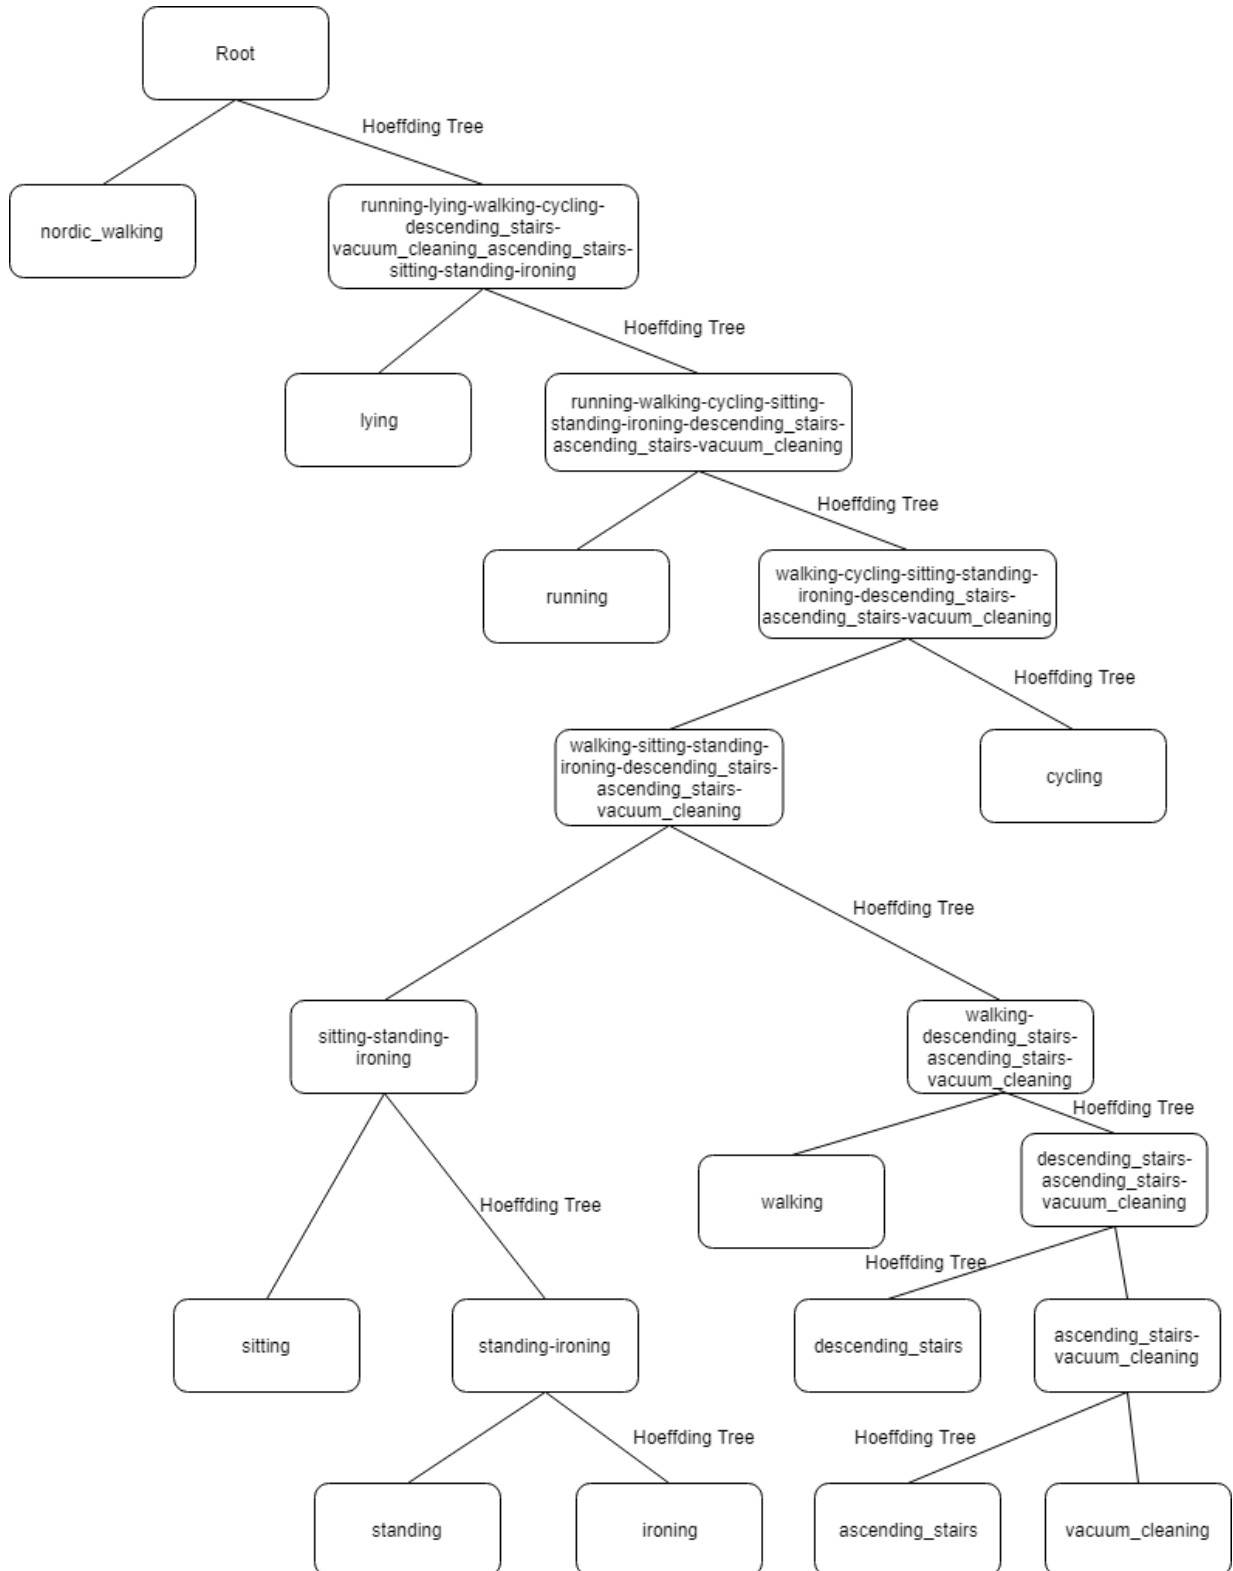 Root
Hoeffding Tree
nordic_walking
running-lying-walking-cycling-
descending_stairs-
vacuum_cleaning_ascending_stairs-
sitting-standing-ironing
Hoeffding Tree
lying
running-walking-cycling-sitting-
standing-ironing-descending_stairs-
ascending_stairs-vacuum_cleaning
Hoeffding Tree
running
walking-cycling-sitting-standing-
ironing-descending_stairs-
ascending_stairs-vacuum_cleaning
Hoeffding Tree
walking-sitting-standing-
ironing-descending_stairs-
ascending_stairs-
vacuum_cleaning
cycling
Hoeffding Tree
sitting-standing-
ironing
walking-
descending_stairs-
ascending_stairs-
vacuum_cleaning
Hoeffding Tree
walking
descending_stairs-
ascending_stairs-
vacuum_cleaning
Hoeffding Tree
Hoeffding Tree
sitting
standing-ironing
descending_stairs
ascending_stairs-
vacuum_cleaning
Hoeffding Tree
Hoeffding Tree
standing
ironing
ascending_stairs
vacuum_cleaning